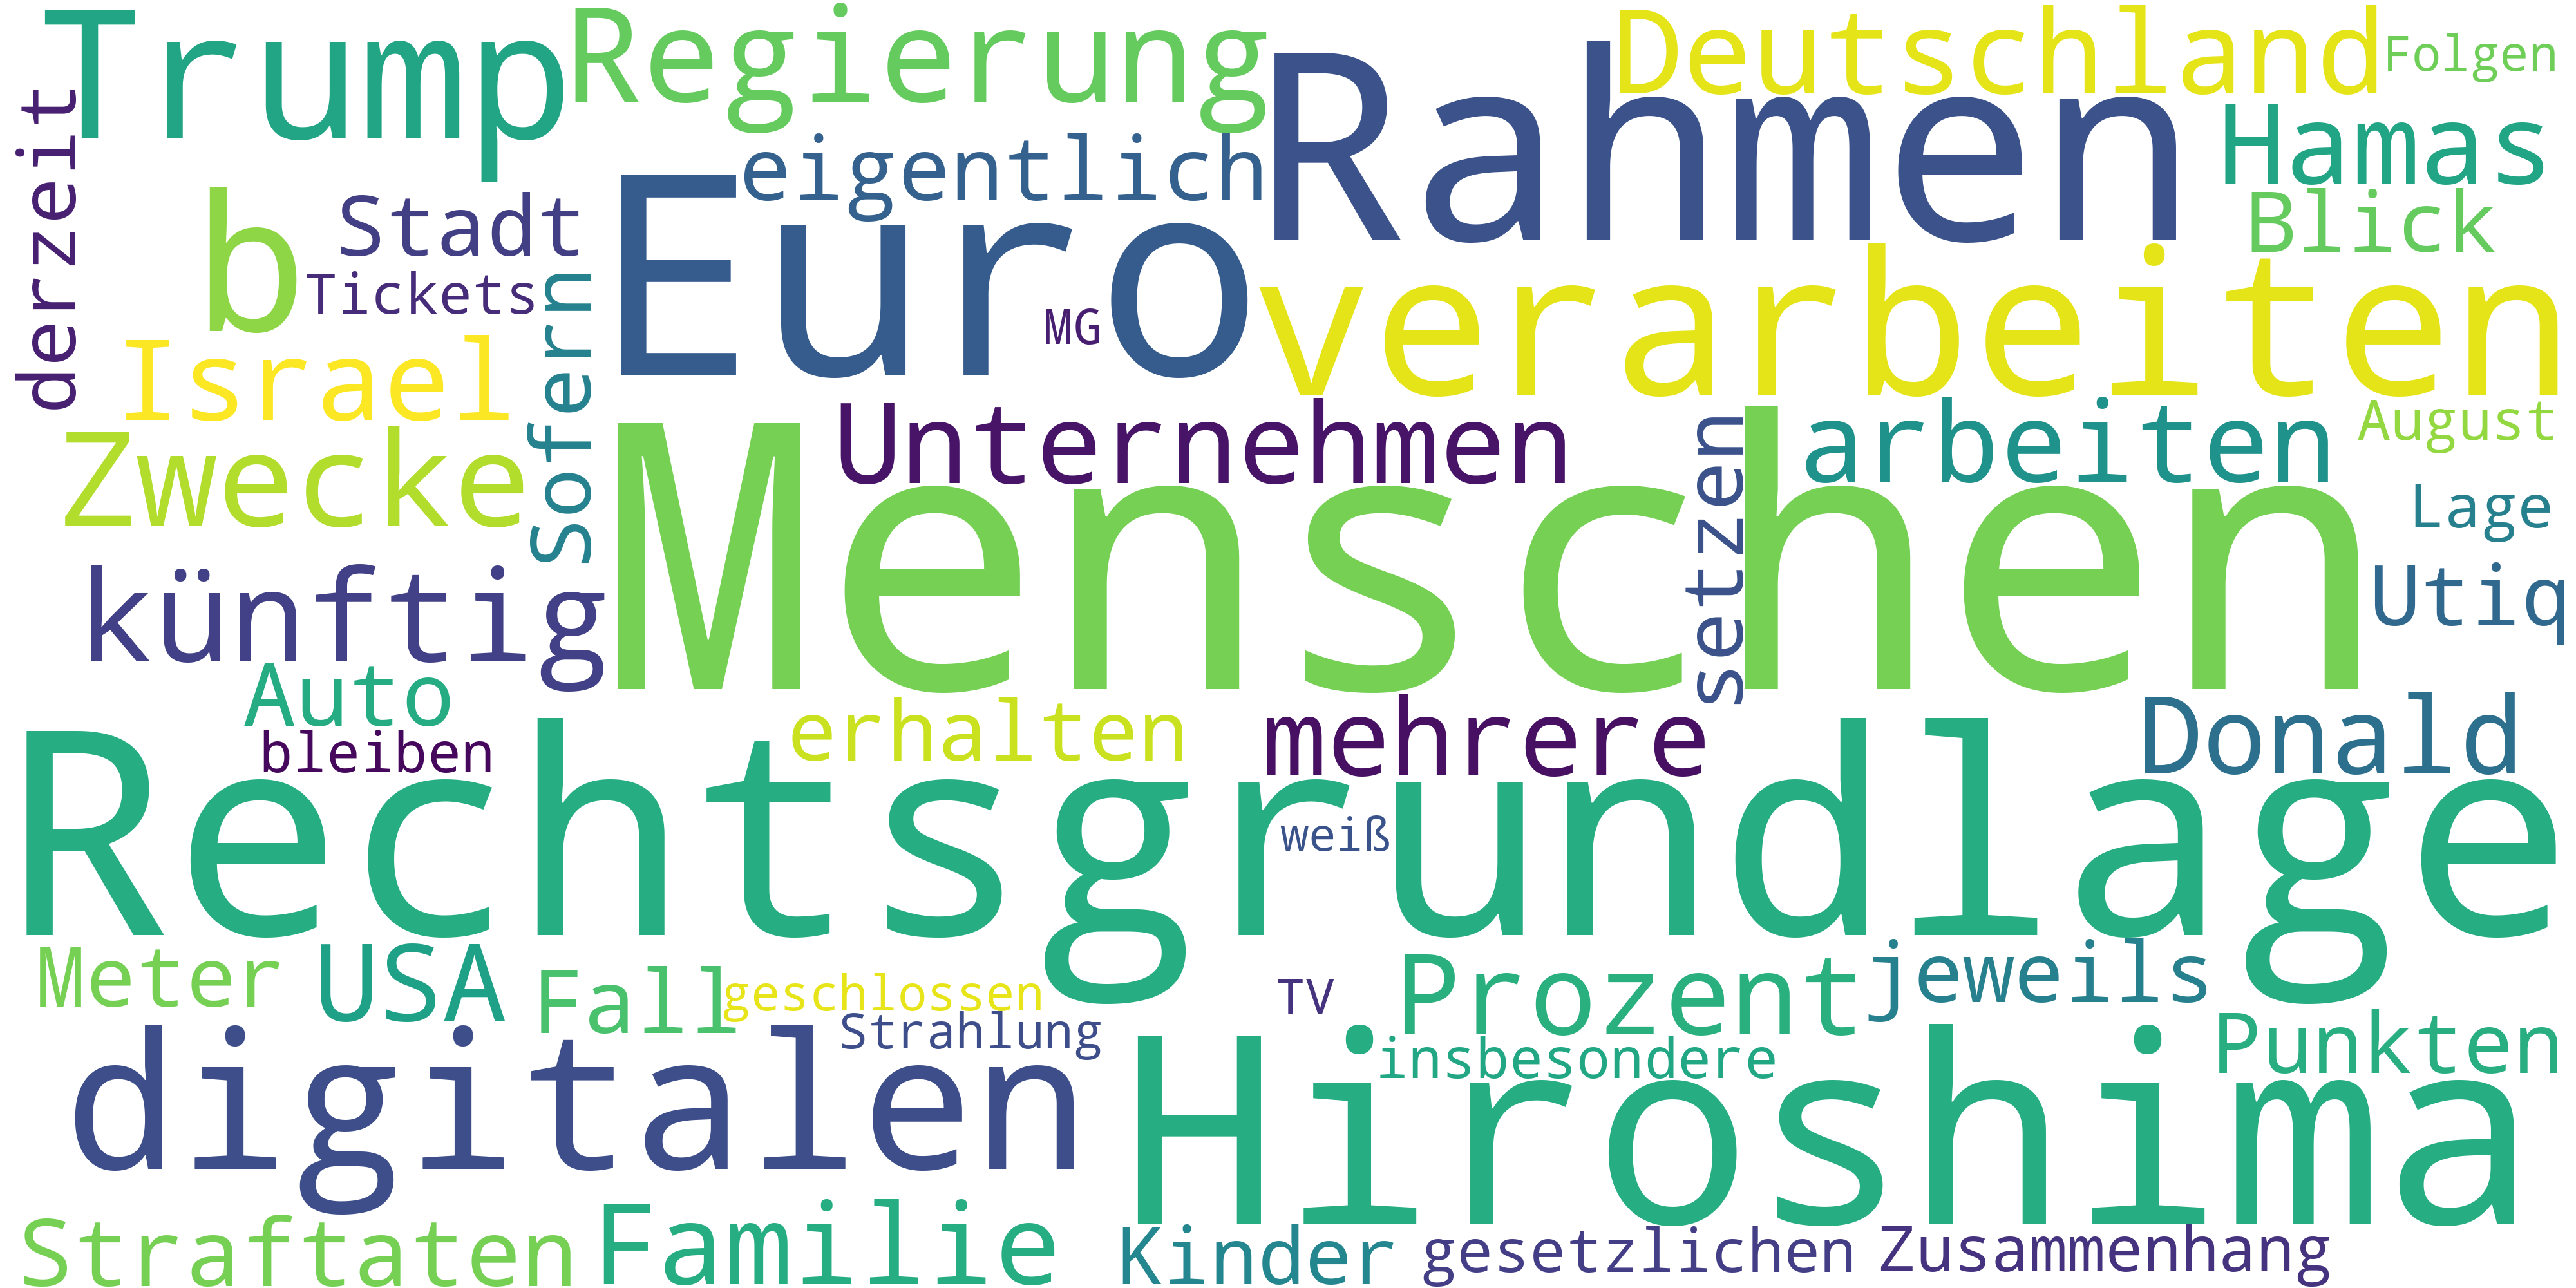 Trump
Regierung
Deutschland
Folgen
Rahmen
Hamas
derzeit
eigentlich
b
Stadt
Euro
Blick
Tickets
MG
verarbeiten
Sofern
Israel
Unternehmen
arbeiten
August
Zwecke
Menschen
setzen
Lage
künftig
Utiq
Auto
erhalten
mehrere
Donald
bleiben
Rechtsgrundlage
weiß
Meter
USA
Fall
geschlossen
TV
Prozent
jeweils
Strahlung
insbesondere
Punkten
digitalen
Hiroshima
Straftaten
Familie
Kinder
gesetzlichen
Zusammenhang